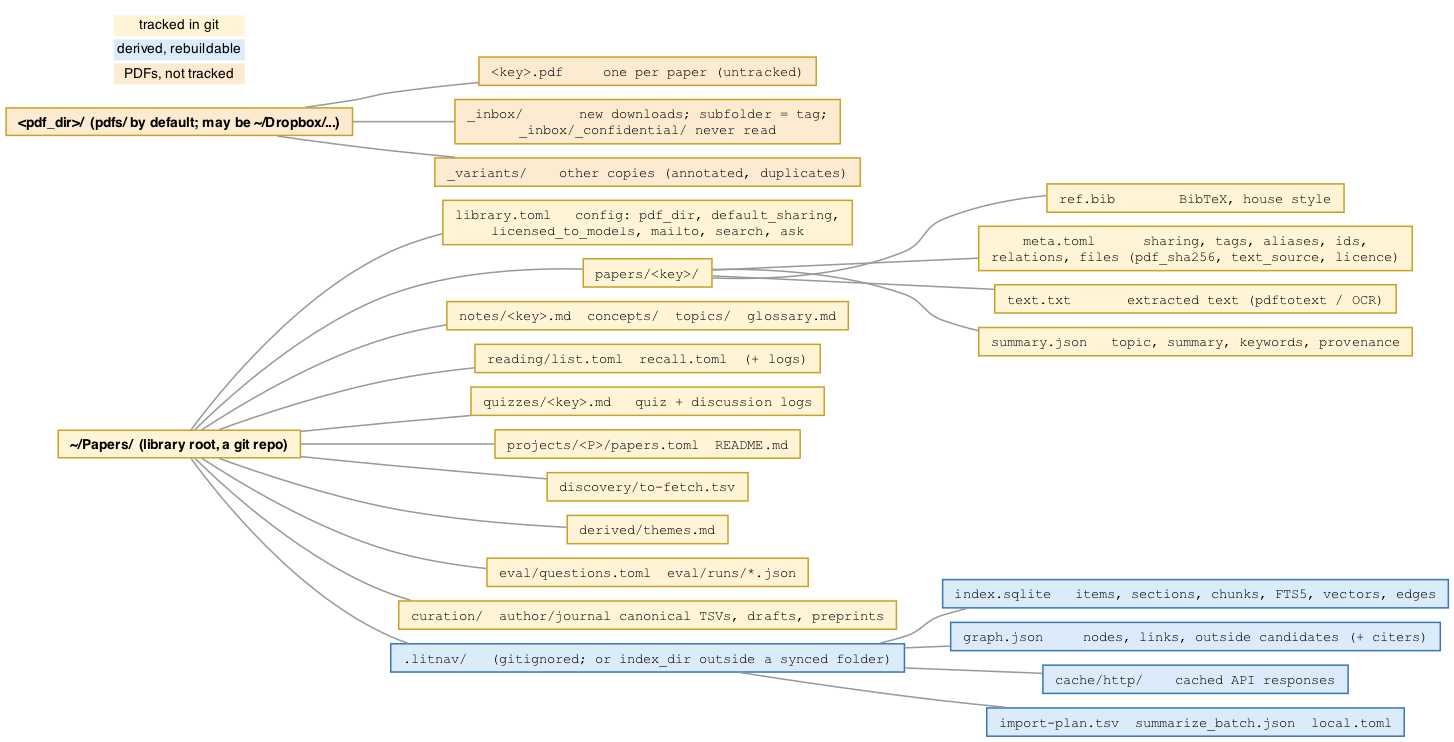 tracked in git
derived, rebuildable
PDFs, not tracked
<key>.pdf     one per paper (untracked)
<pdf_dir>/ (pdfs/ by default; may be ~/Dropbox/...)
_inbox/       new downloads; subfolder = tag;
_inbox/_confidential/ never read
_variants/    other copies (annotated, duplicates)
library.toml   config: pdf_dir, default_sharing,
licensed_to_models, mailto, search, ask
papers/<key>/
ref.bib        BibTeX, house style
meta.toml      sharing, tags, aliases, ids,
relations, files (pdf_sha256, text_source, licence)
text.txt       extracted text (pdftotext / OCR)
summary.json   topic, summary, keywords, provenance
notes/<key>.md  concepts/  topics/  glossary.md
reading/list.toml  recall.toml  (+ logs)
quizzes/<key>.md   quiz + discussion logs
~/Papers/ (library root, a git repo)
projects/<P>/papers.toml  README.md
discovery/to-fetch.tsv
derived/themes.md
eval/questions.toml  eval/runs/*.json
curation/  author/journal canonical TSVs, drafts, preprints
.litnav/   (gitignored; or index_dir outside a synced folder)
index.sqlite   items, sections, chunks, FTS5, vectors, edges
graph.json     nodes, links, outside candidates (+ citers)
cache/http/    cached API responses
import-plan.tsv  summarize_batch.json  local.toml